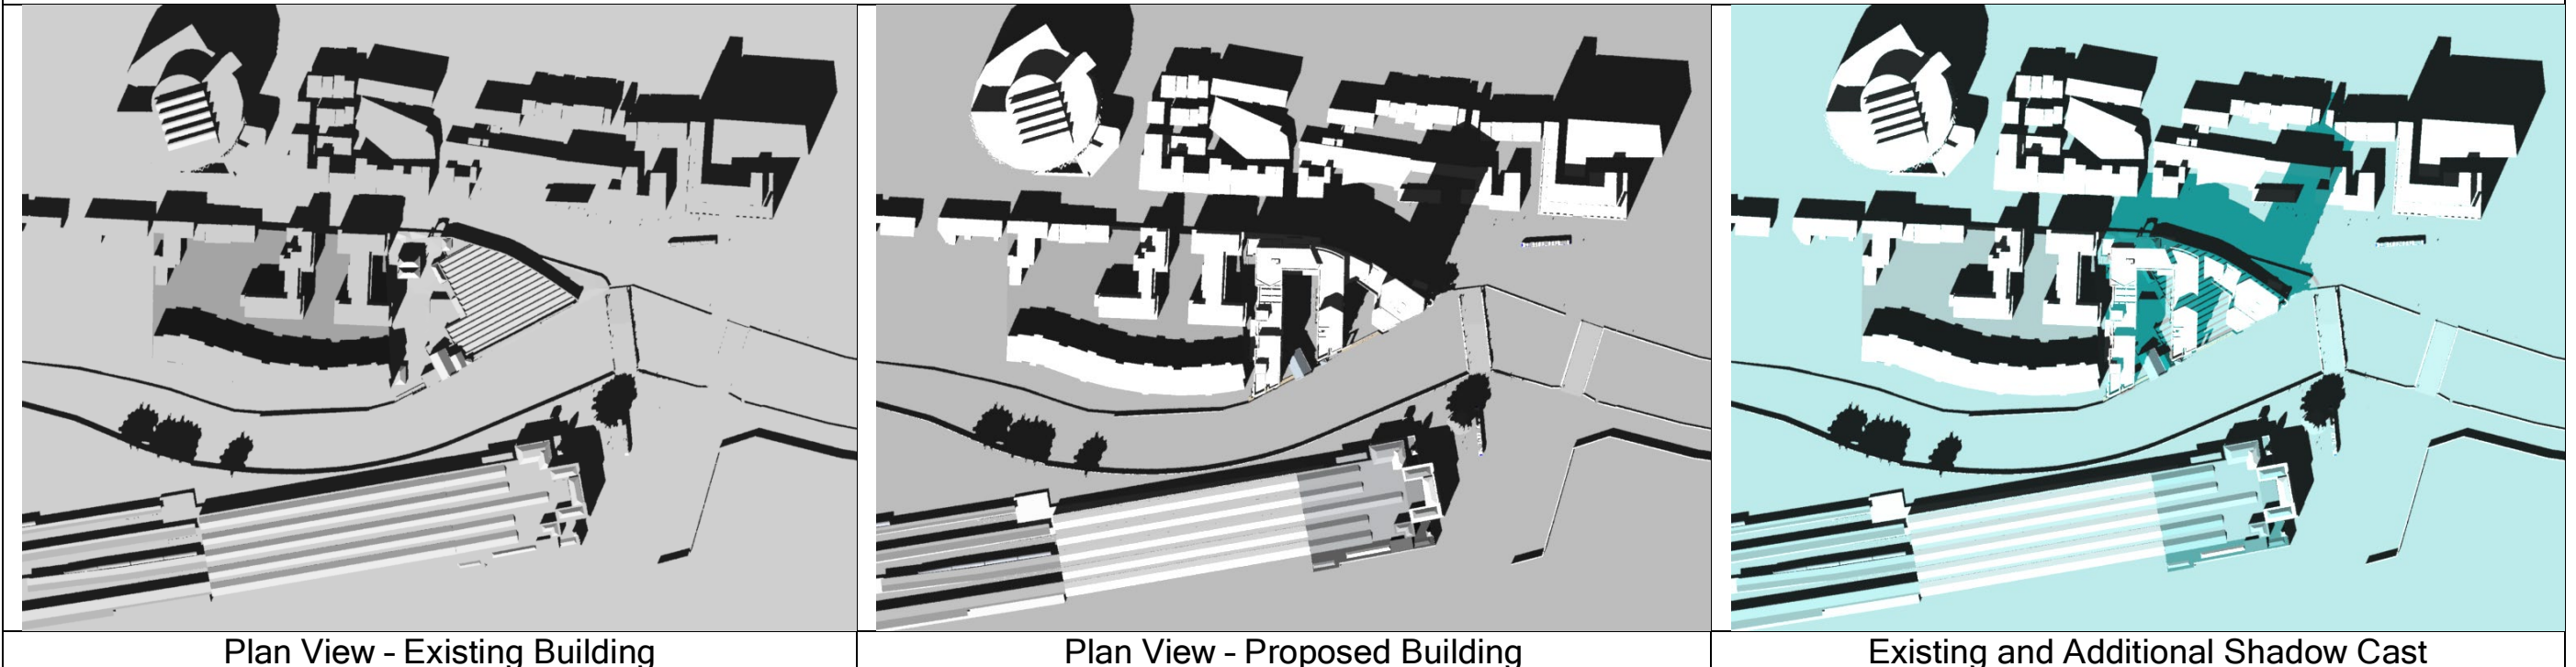 Plan View - Existing Building
Plan View - Proposed Building
Existing and Additional Shadow Cast